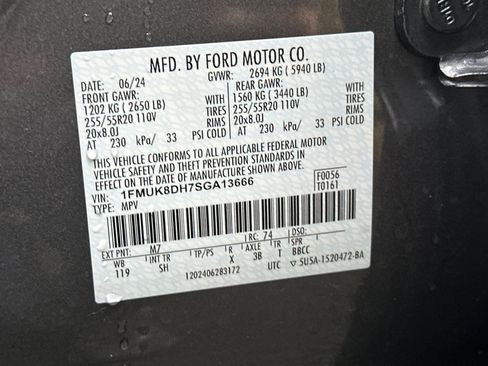 MFD. BY FORD MOTOR CO.
DATE: 06/24 GVWR: 2694 KG ( 5940 LB)
FRONT GAWR: REAR GAWR:
1202 KG ( 2650 LB) WITH 1560 KG ( 3440 LB) WITH
255/55R20 110V TIRES 255/55R20 110V TIRES
20x8.0J RIMS 20x8.0J RIMS
AT 230 kPa/ 33 PSI COLD AT 230 kPa/ 33 PSI COLD
THIS VEHICLE CONFORMS TO ALL APPLICABLE FEDERAL MOTOR
VEHICLE SAFETY AND BUMPER STANDARDS IN EFFECT ON THE DATE OF
MANUFACTURE SHOWN ABOVE.
VIN: 1FMUK8DH7SGA13666 F0056
TYPE: MPV T0161
EXT PNT: M7 RC: 74 DSO:
WB INT TR TP/PS R AXLE TR SPR
119 SH X 3B T BBCC
1202406283172 UTC ▽ SU5A-1520472-BA